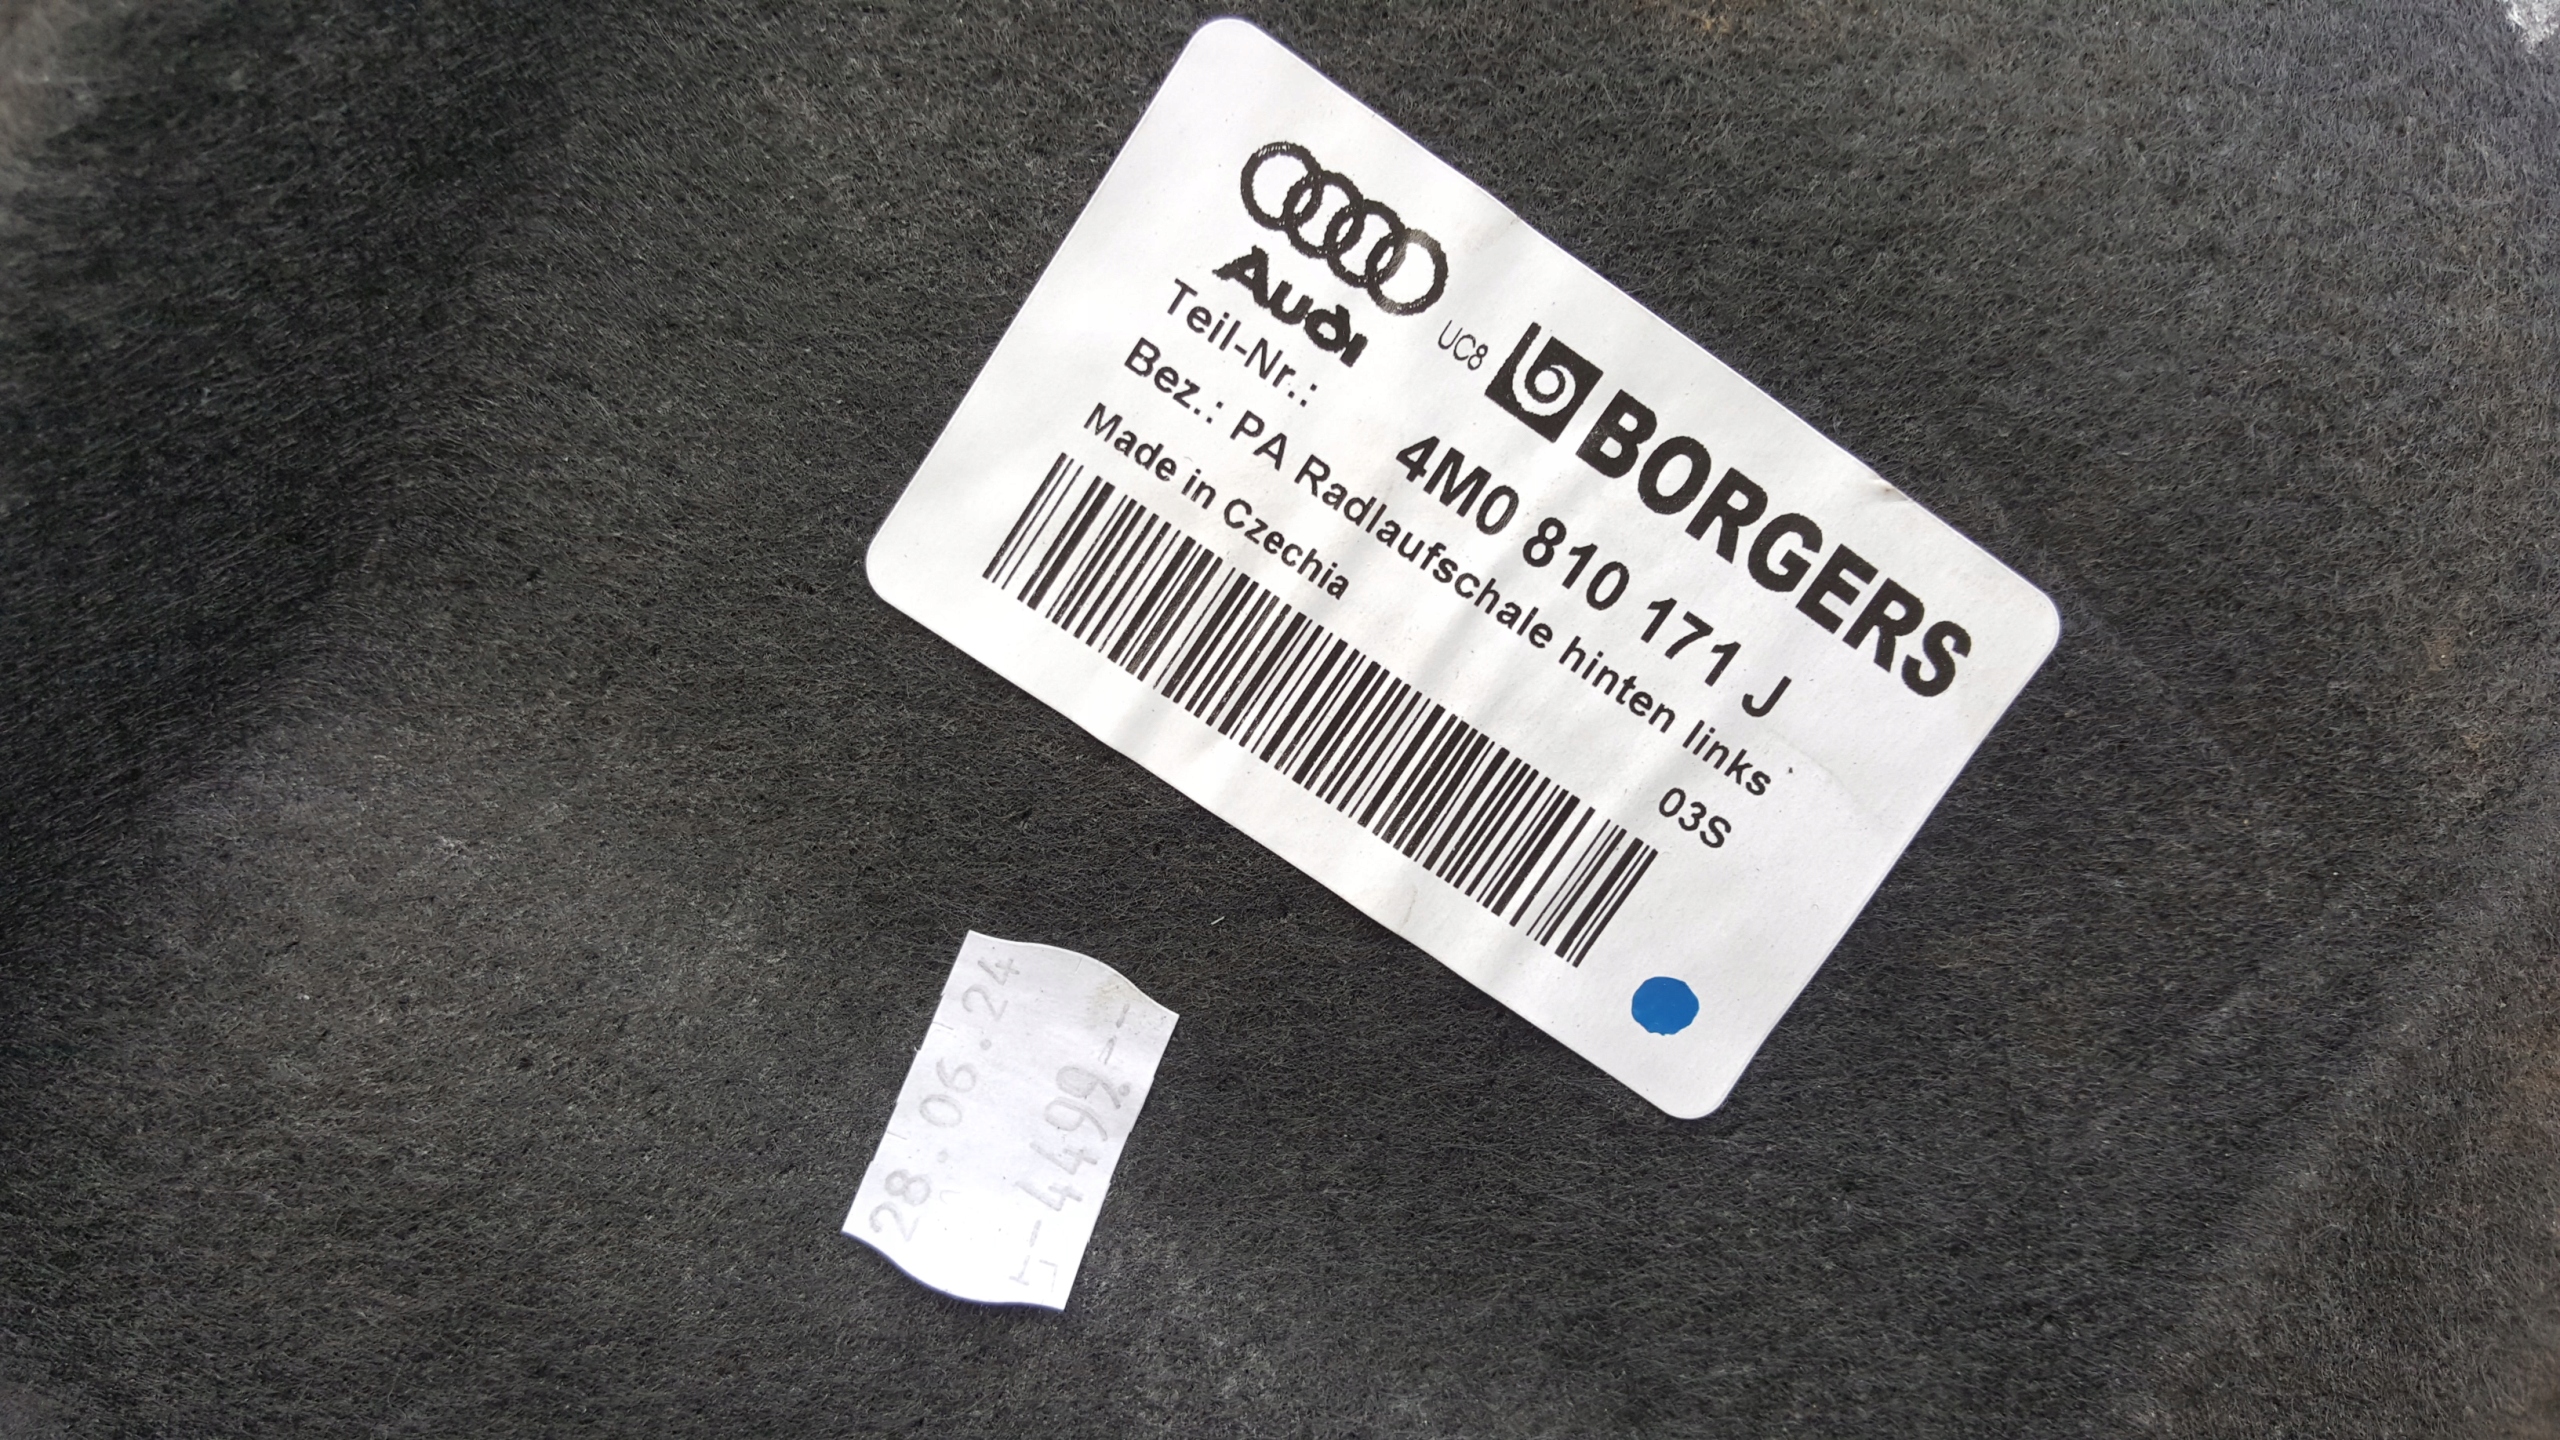 Audi
UC8
BORGERS
Teil-Nr.: 4M0 810 171 J
Bez.: PA Radlaufschale hinten links
Made in Czechia 03S
28.06.24